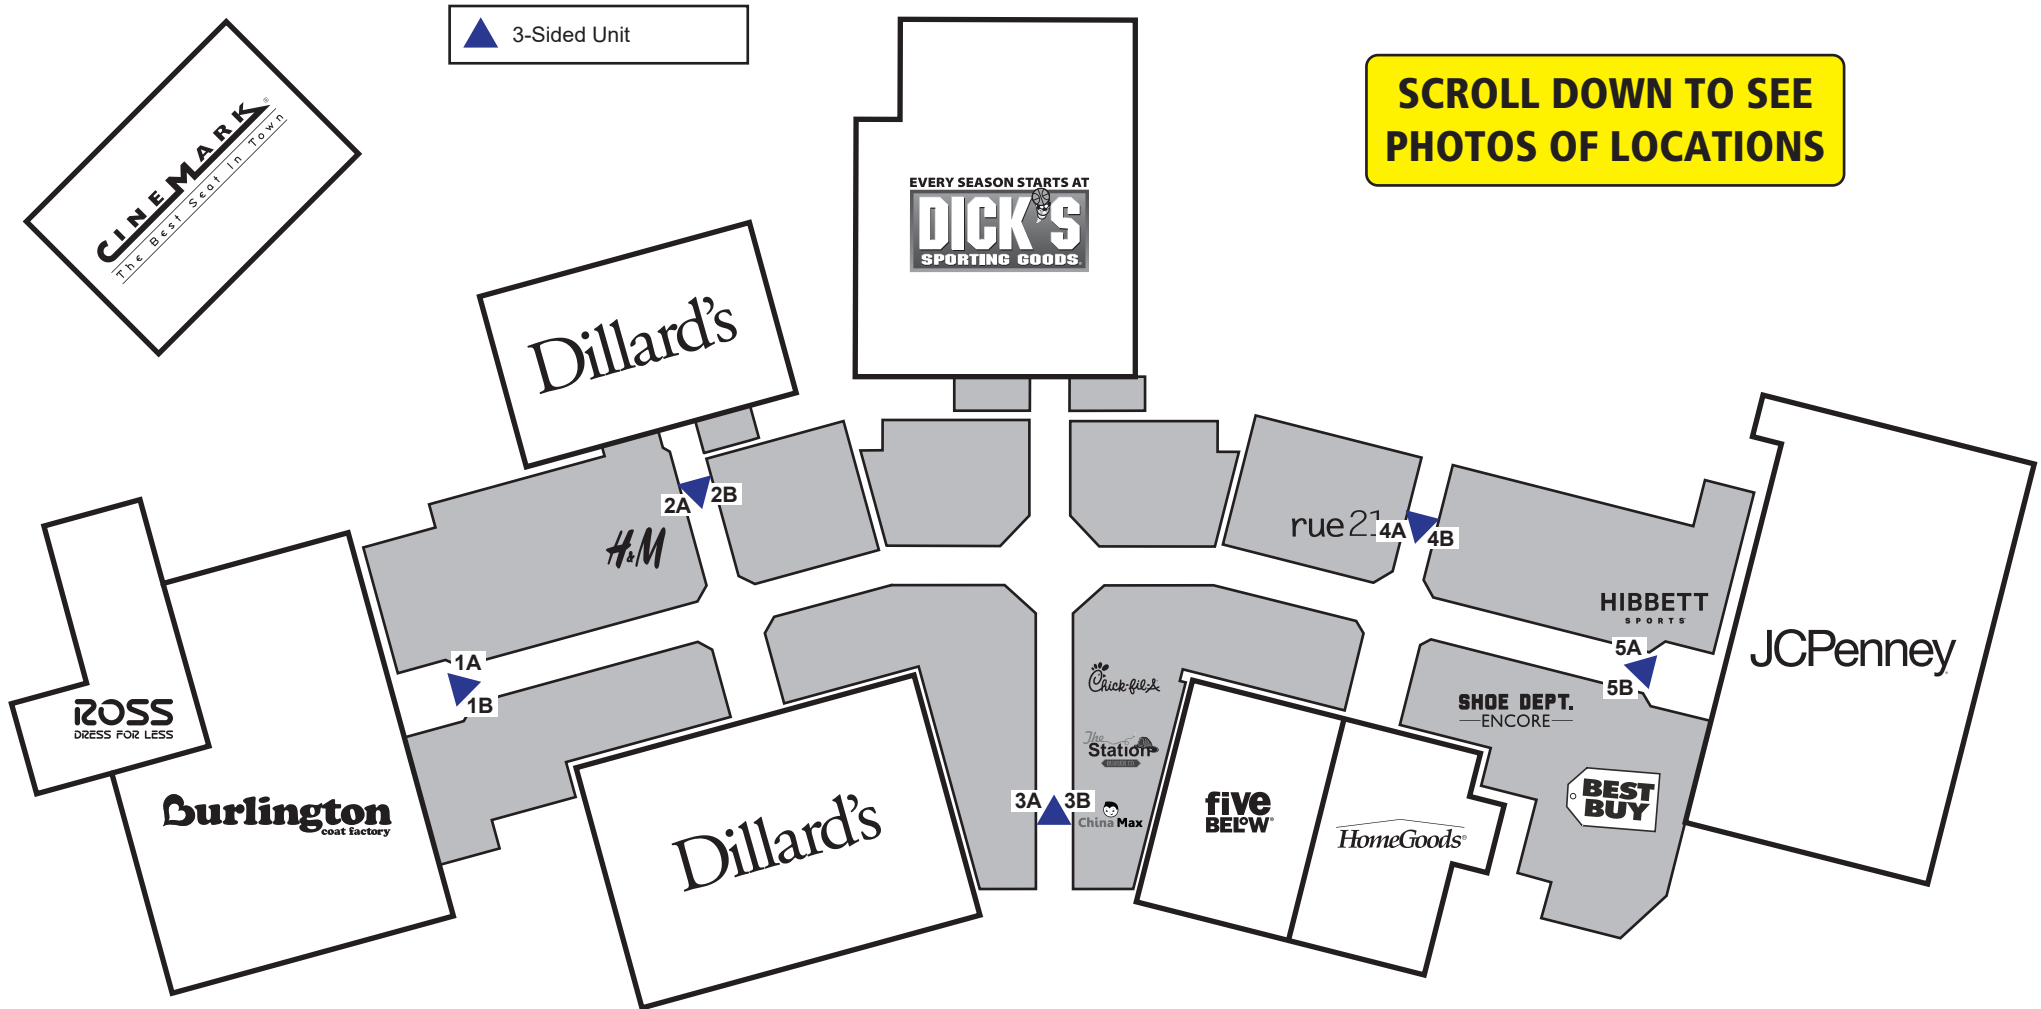 3-Sided Unit
SCROLL DOWN TO SEE
PHOTOS OF LOCATIONS
CINEMARK®
The Best Seat In Town
EVERY SEASON STARTS AT
DICK'S
SPORTING GOODS
Dillard's
2A
2B
H&M
rue21
4A
4B
HIBBETT
SPORTS
JCPenney
1A
1B
5A
5B
ROSS
DRESS FOR LESS
Chick-fil-A
SHOE DEPT.
ENCORE
The
Station
Burlington
coat factory
Dillard's
3A
3B
China Max
five
BELOW
HomeGoods®
BEST
BUY